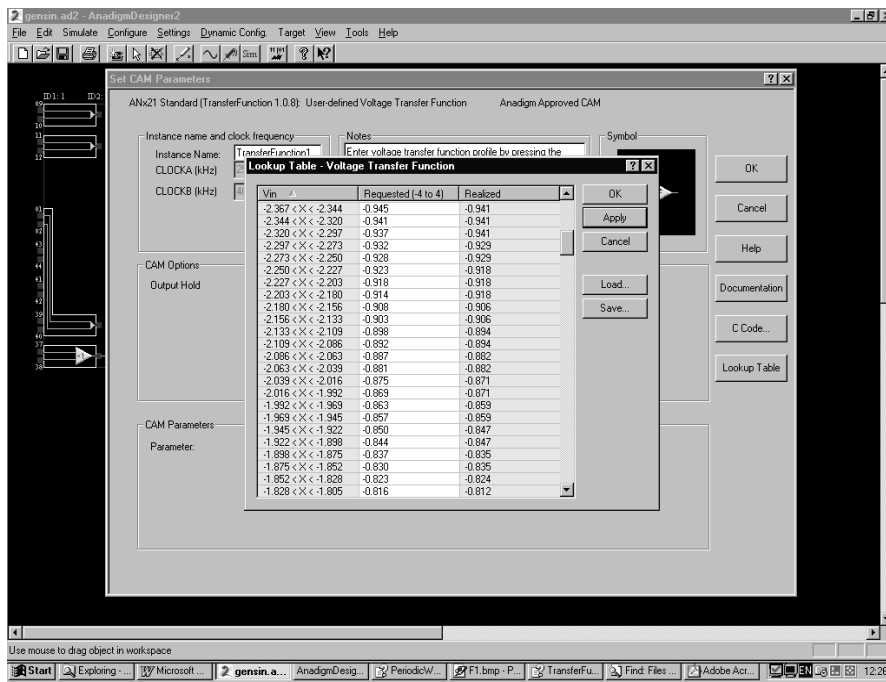 gensin.ad2 - AnadigmDesigner2
File Edit Simulate Configure Settings Dynamic Config. Target View Tools Help
Sim
Set CAM Parameters
ID1: 1 ID2:
ANx21 Standard (TransferFunction 1.0.8): User-defined Voltage Transfer Function Anadigm Approved CAM
Instance name and clock frequency
Instance Name: TransferFunction1
CLOCKA (kHz)
CLOCKB (kHz)
Notes
Enter voltage transfer function profile by pressing the
Symbol
OK
Cancel
Help
Documentation
C Code...
Lookup Table
CAM Options
Output Hold
CAM Parameters
Parameter:
Lookup Table - Voltage Transfer Function
Vin Requested (-4 to 4) Realized
-2.367 < X < -2.344 -0.945 -0.941
-2.344 < X < -2.320 -0.941 -0.941
-2.320 < X < -2.297 -0.937 -0.941
-2.297 < X < -2.273 -0.932 -0.929
-2.273 < X < -2.250 -0.928 -0.929
-2.250 < X < -2.227 -0.923 -0.918
-2.227 < X < -2.203 -0.918 -0.918
-2.203 < X < -2.180 -0.914 -0.918
-2.180 < X < -2.156 -0.908 -0.906
-2.156 < X < -2.133 -0.903 -0.906
-2.133 < X < -2.109 -0.898 -0.894
-2.109 < X < -2.086 -0.892 -0.894
-2.086 < X < -2.063 -0.887 -0.882
-2.063 < X < -2.039 -0.881 -0.882
-2.039 < X < -2.016 -0.875 -0.871
-2.016 < X < -1.992 -0.869 -0.871
-1.992 < X < -1.969 -0.863 -0.859
-1.969 < X < -1.945 -0.857 -0.859
-1.945 < X < -1.922 -0.850 -0.847
-1.922 < X < -1.898 -0.844 -0.847
-1.898 < X < -1.875 -0.837 -0.835
-1.875 < X < -1.852 -0.830 -0.835
-1.852 < X < -1.828 -0.823 -0.824
-1.828 < X < -1.805 -0.816 -0.812
OK
Apply
Cancel
Load...
Save...
Use mouse to drag object in workspace
Start Exploring - ... Microsoft ... gensin.a... AnadigmDesig... PeriodicW... F1.bmp - P... TransferFu... Find: Files ... Adobe Acr... EN 12:26